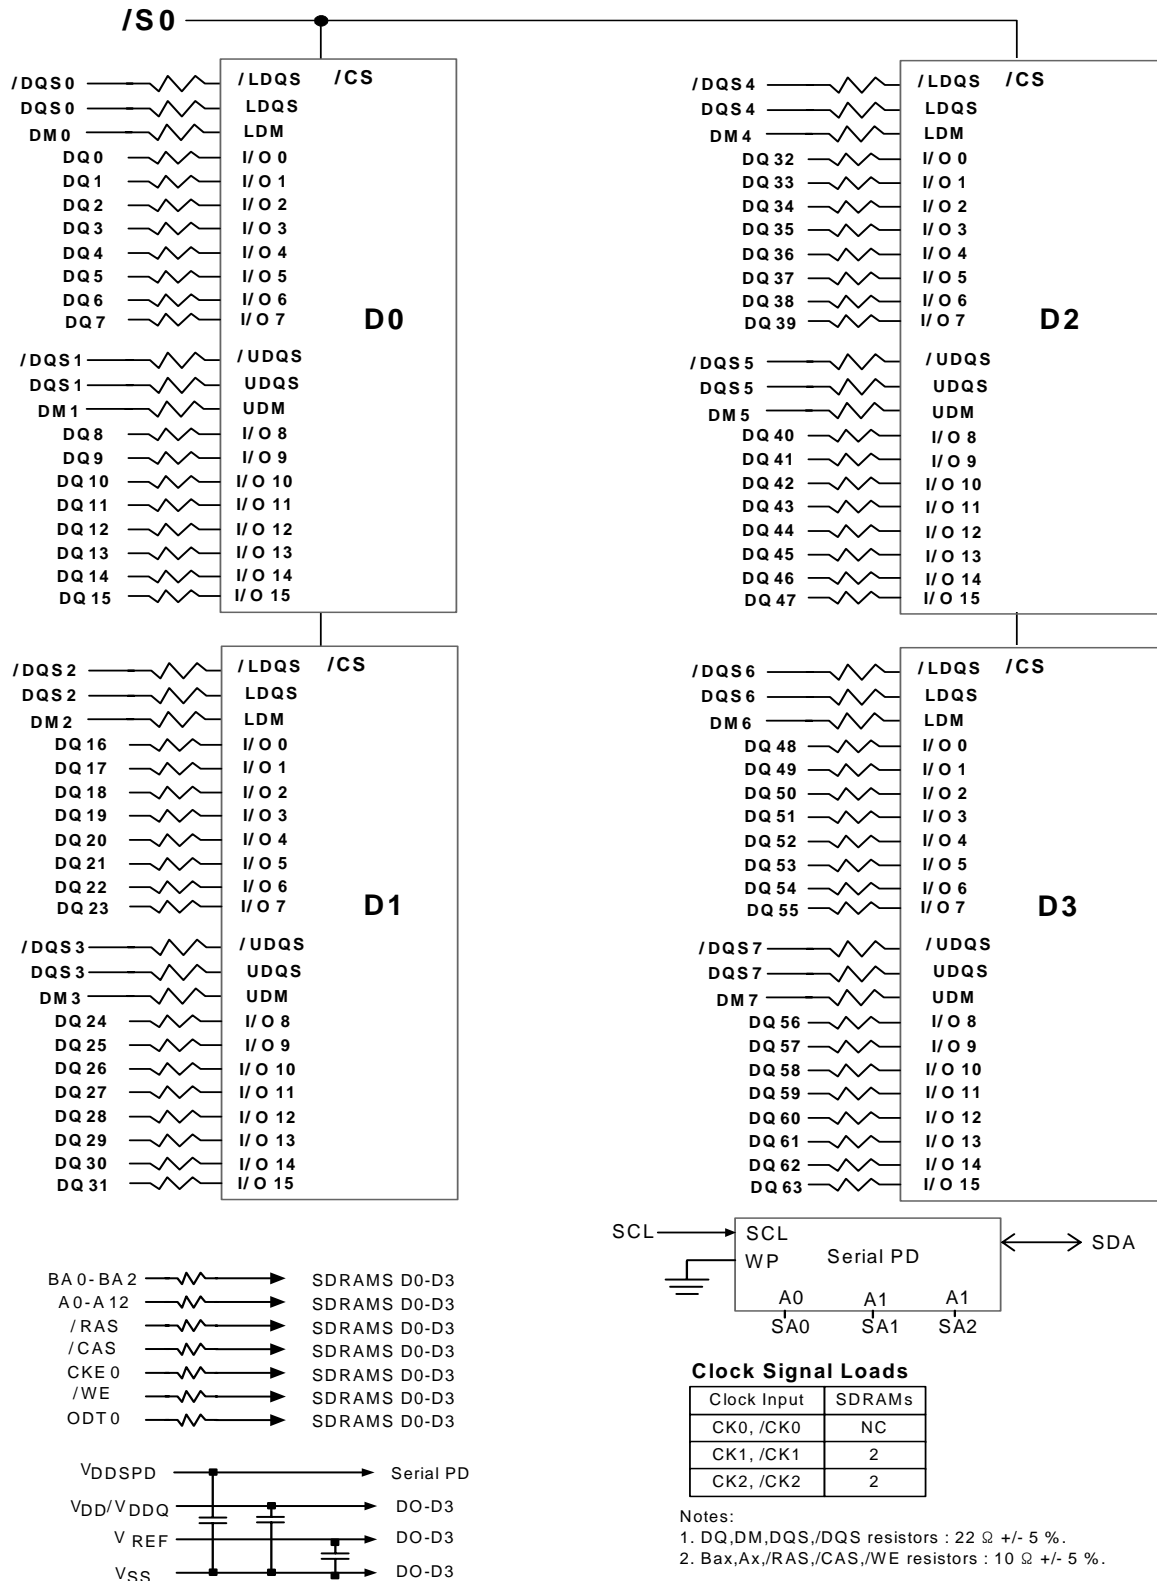 /S0
/DQS0 /LDQS /CS
DQS0 LDQS
DM0 LDM
DQ0 I/O 0
DQ1 I/O 1
DQ2 I/O 2
DQ3 I/O 3
DQ4 I/O 4
DQ5 I/O 5
DQ6 I/O 6
DQ7 I/O 7
D0
/DQS1 /UDQS
DQS1 UDQS
DM1 UDM
DQ8 I/O 8
DQ9 I/O 9
DQ10 I/O 10
DQ11 I/O 11
DQ12 I/O 12
DQ13 I/O 13
DQ14 I/O 14
DQ15 I/O 15
/DQS4 /LDQS /CS
DQS4 LDQS
DM4 LDM
DQ32 I/O 0
DQ33 I/O 1
DQ34 I/O 2
DQ35 I/O 3
DQ36 I/O 4
DQ37 I/O 5
DQ38 I/O 6
DQ39 I/O 7
D2
/DQS5 /UDQS
DQS5 UDQS
DM5 UDM
DQ40 I/O 8
DQ41 I/O 9
DQ42 I/O 10
DQ43 I/O 11
DQ44 I/O 12
DQ45 I/O 13
DQ46 I/O 14
DQ47 I/O 15
/DQS2 /LDQS /CS
DQS2 LDQS
DM2 LDM
DQ16 I/O 0
DQ17 I/O 1
DQ18 I/O 2
DQ19 I/O 3
DQ20 I/O 4
DQ21 I/O 5
DQ22 I/O 6
DQ23 I/O 7
D1
/DQS3 /UDQS
DQS3 UDQS
DM3 UDM
DQ24 I/O 8
DQ25 I/O 9
DQ26 I/O 10
DQ27 I/O 11
DQ28 I/O 12
DQ29 I/O 13
DQ30 I/O 14
DQ31 I/O 15
/DQS6 /LDQS /CS
DQS6 LDQS
DM6 LDM
DQ48 I/O 0
DQ49 I/O 1
DQ50 I/O 2
DQ51 I/O 3
DQ52 I/O 4
DQ53 I/O 5
DQ54 I/O 6
DQ55 I/O 7
D3
/DQS7 /UDQS
DQS7 UDQS
DM7 UDM
DQ56 I/O 8
DQ57 I/O 9
DQ58 I/O 10
DQ59 I/O 11
DQ60 I/O 12
DQ61 I/O 13
DQ62 I/O 14
DQ63 I/O 15
BA0-BA2 SDRAMS D0-D3
A0-A12 SDRAMS D0-D3
/RAS SDRAMS D0-D3
/CAS SDRAMS D0-D3
CKE0 SDRAMS D0-D3
/WE SDRAMS D0-D3
ODT0 SDRAMS D0-D3
VDDSPD Serial PD
VDD/VDDQ DO-D3
VREF DO-D3
VSS DO-D3
SCL SCL SDA
WP Serial PD
A0 A1 A1
SA0 SA1 SA2
Clock Signal Loads
Clock Input SDRAMs
CK0, /CK0 NC
CK1, /CK1 2
CK2, /CK2 2
Notes:
1. DQ,DM,DQS,/DQS resistors : 22 Ω +/- 5 %.
2. Bax,Ax,/RAS,/CAS,/WE resistors : 10 Ω +/- 5 %.